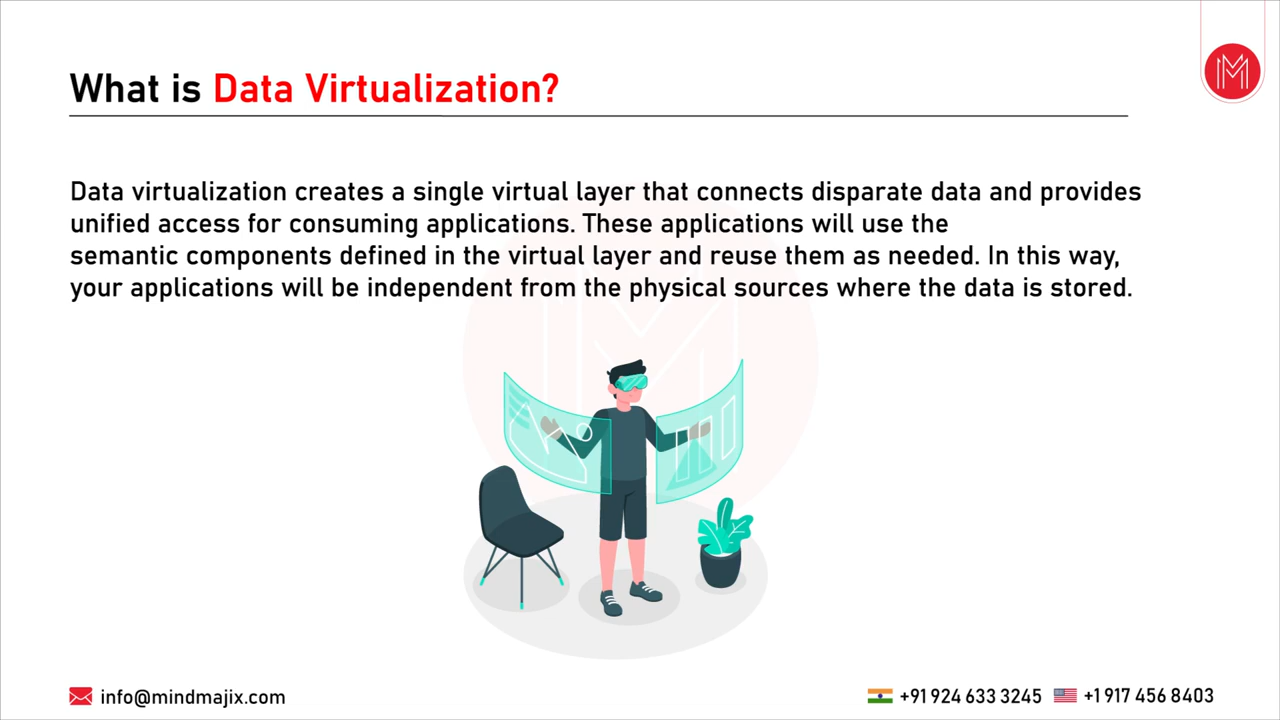 What is Data Virtualization?
Data virtualization creates a single virtual layer that connects disparate data and provides
unified access for consuming applications. These applications will use the
semantic components defined in the virtual layer and reuse them as needed. In this way,
your applications will be independent from the physical sources where the data is stored.
info@mindmajix.com
+91 924 633 3245
+1 917 456 8403